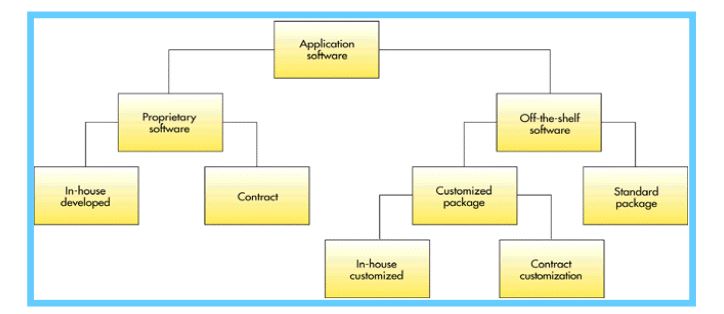 Application
software
Proprietary
software
Off-the-shelf
software
In-house
developed
Contract
Customized
package
Standard
package
In-house
customized
Contract
customization